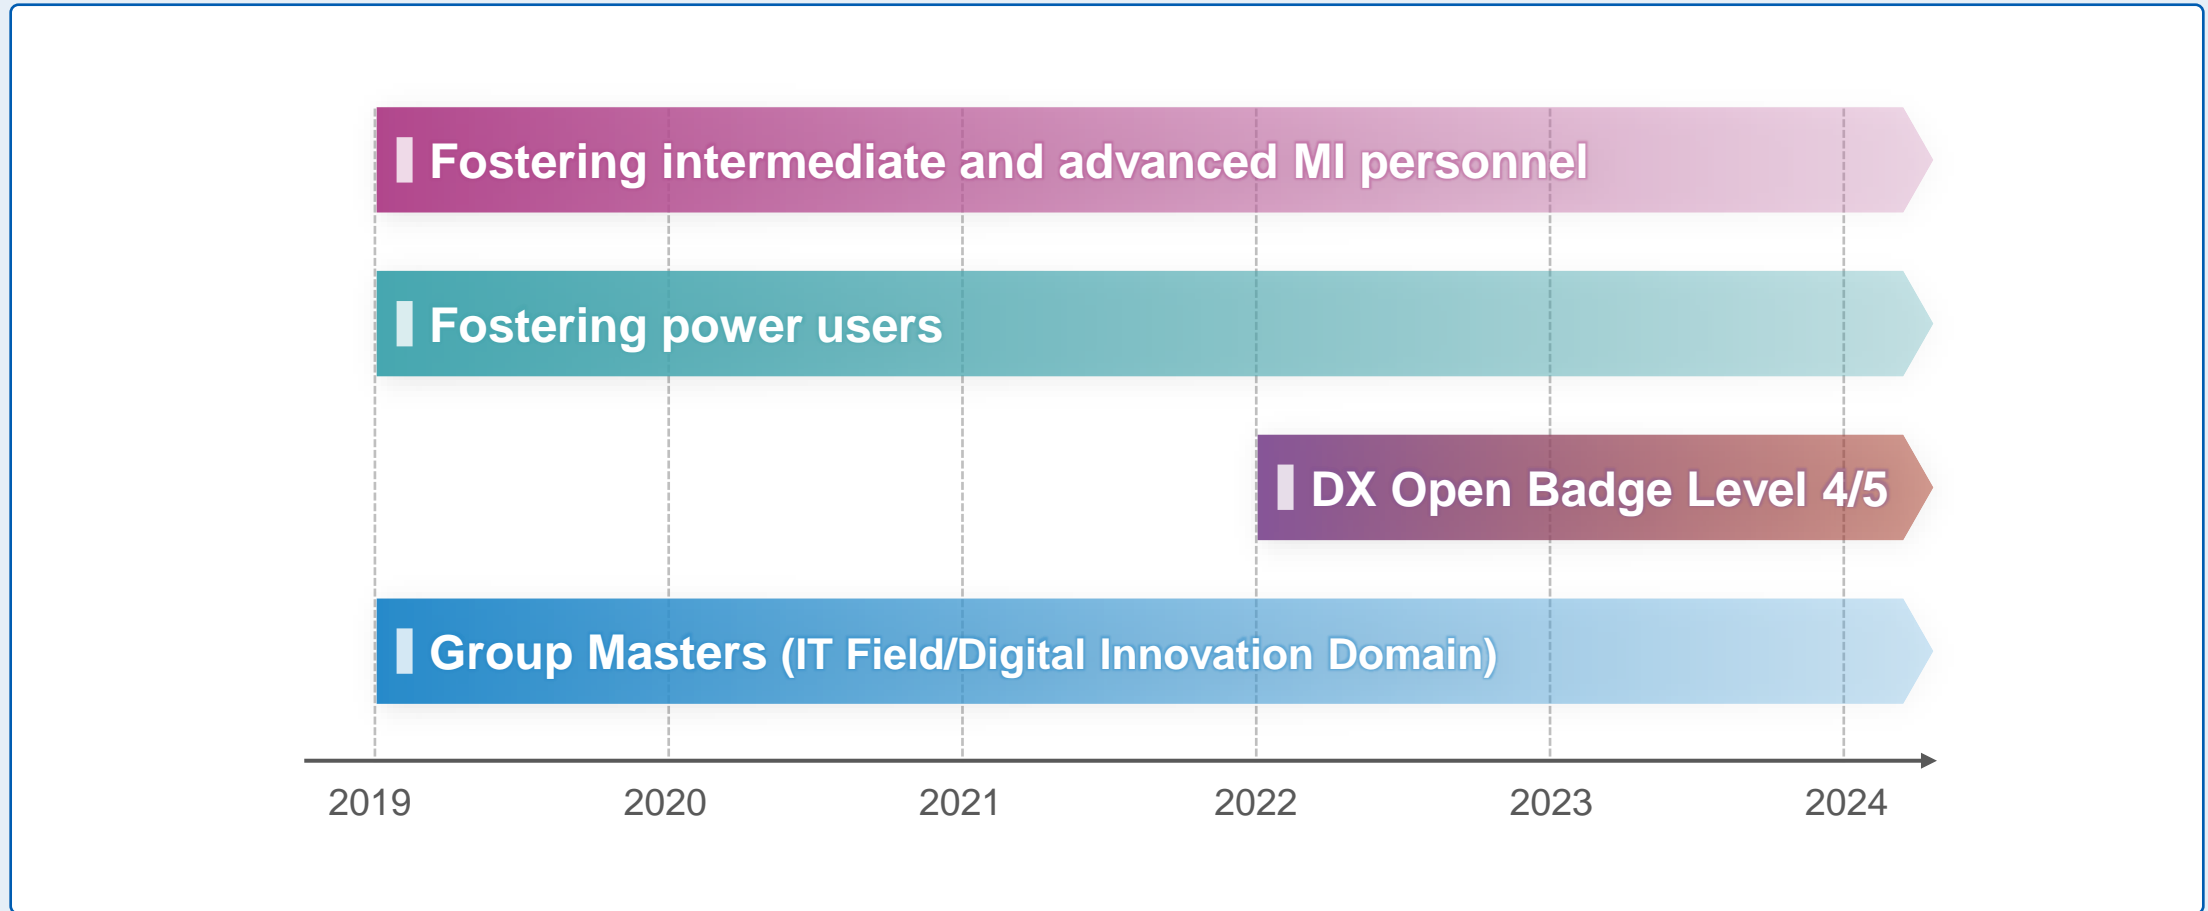 Fostering intermediate and advanced MI personnel
Fostering power users
DX Open Badge Level 4/5
Group Masters (IT Field/Digital Innovation Domain)
2019 2020 2021 2022 2023 2024